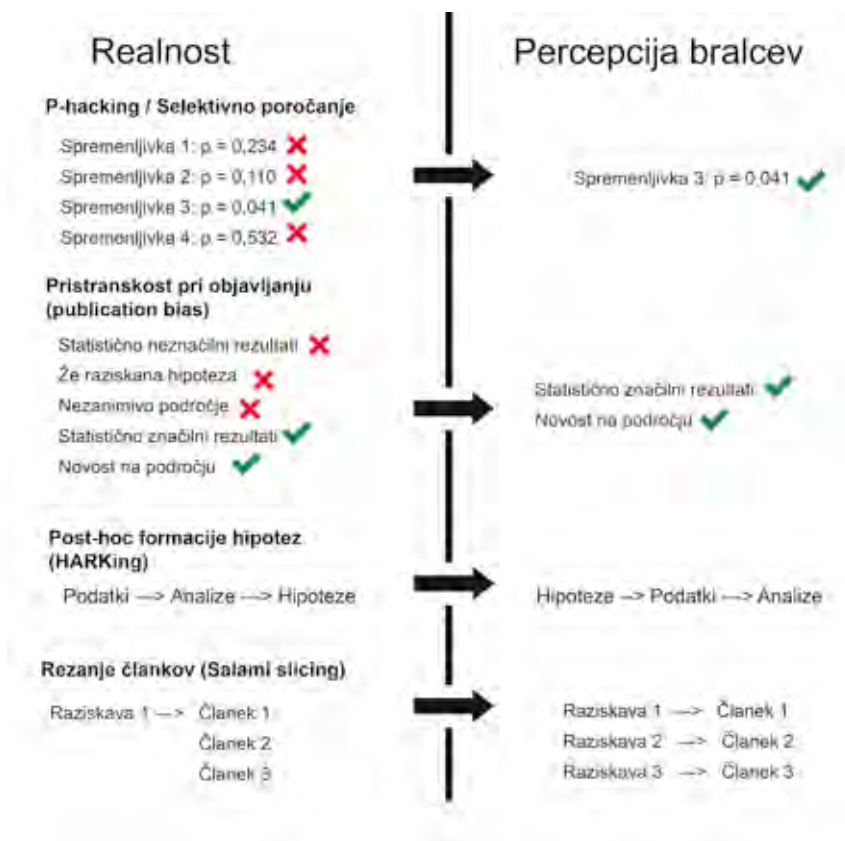 Realnost
P-hacking / Selektivno poročanje
Spremenljivka 1: p = 0,234
Spremenljivka 2: p = 0,110
Spremenljivka 3: p = 0,041
Spremenljivka 4: p = 0,532
Pristranskost pri objavljanju
(publication bias)
Statistično neznačilni rezultati
Že raziskana hipoteza
Nezanimivo področje
Statistično značilni rezultati
Novost na področju
Post-hoc formacije hipotez
(HARKing)
Podatki —> Analize —> Hipoteze
Rezanje člankov (Salami slicing)
Raziskava 1 —> Članek 1
Članek 2
Članek 3
Percepcija bralcev
Spremenljivka 3: p = 0,041
Statistično značilni rezultati
Novost na področju
Hipoteze —> Podatki —> Analize
Raziskava 1 —> Članek 1
Raziskava 2 —> Članek 2
Raziskava 3 —> Članek 3